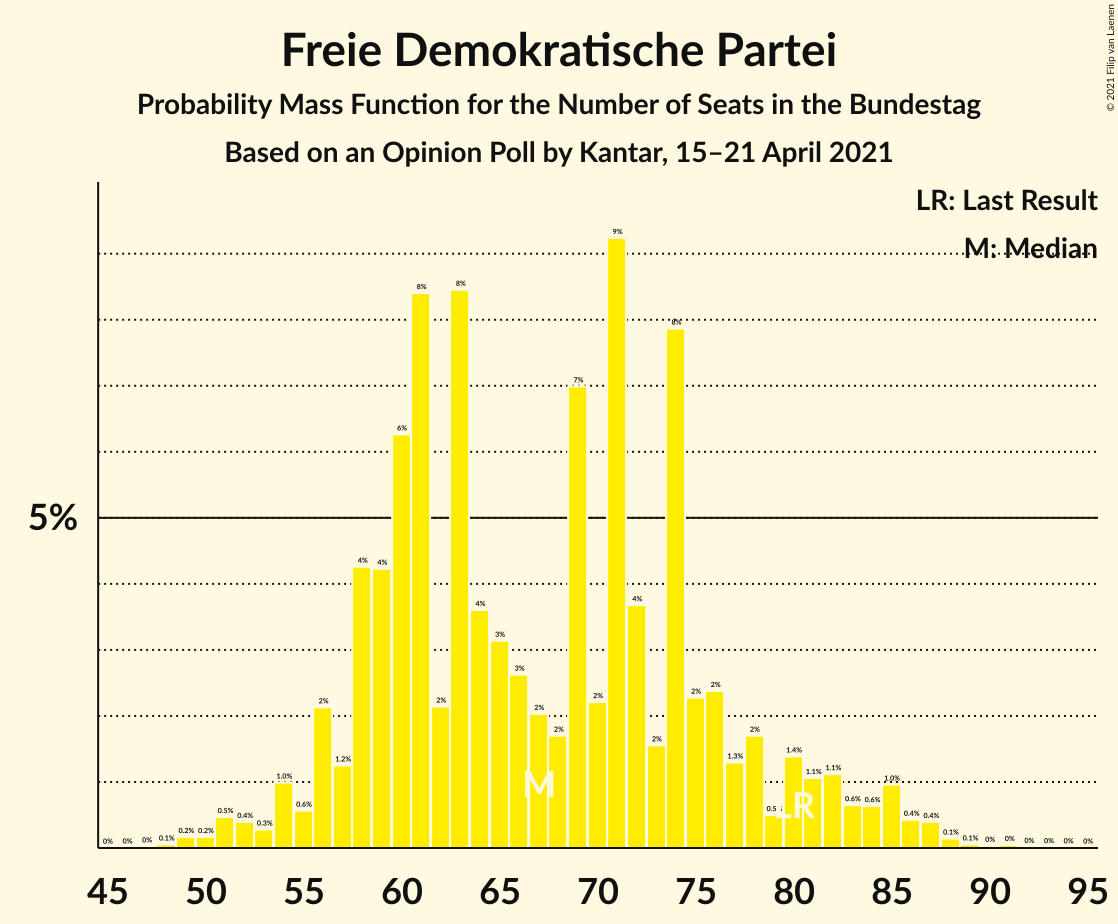 Freie Demokratische Partei
Probability Mass Function for the Number of Seats in the Bundestag
Based on an Opinion Poll by Kantar, 15–21 April 2021
© 2021 Filip van Laenen
LR: Last Result
M: Median
5%
0% 0% 0% 0.1% 0.2% 0.2% 0.5% 0.4% 0.3% 1.0% 0.6% 2% 1.2% 4% 4% 6% 8% 2% 8% 4% 3% 3% 2% 2% 7% 2% 9% 4% 2% 8% 2% 2% 1.3% 2% 0.5 1.4% 1.1% 1.1% 0.6% 0.6% 1.0% 0.4% 0.4% 0.1% 0.1% 0% 0% 0% 0% 0% 0%
M
LR
45 50 55 60 65 70 75 80 85 90 95